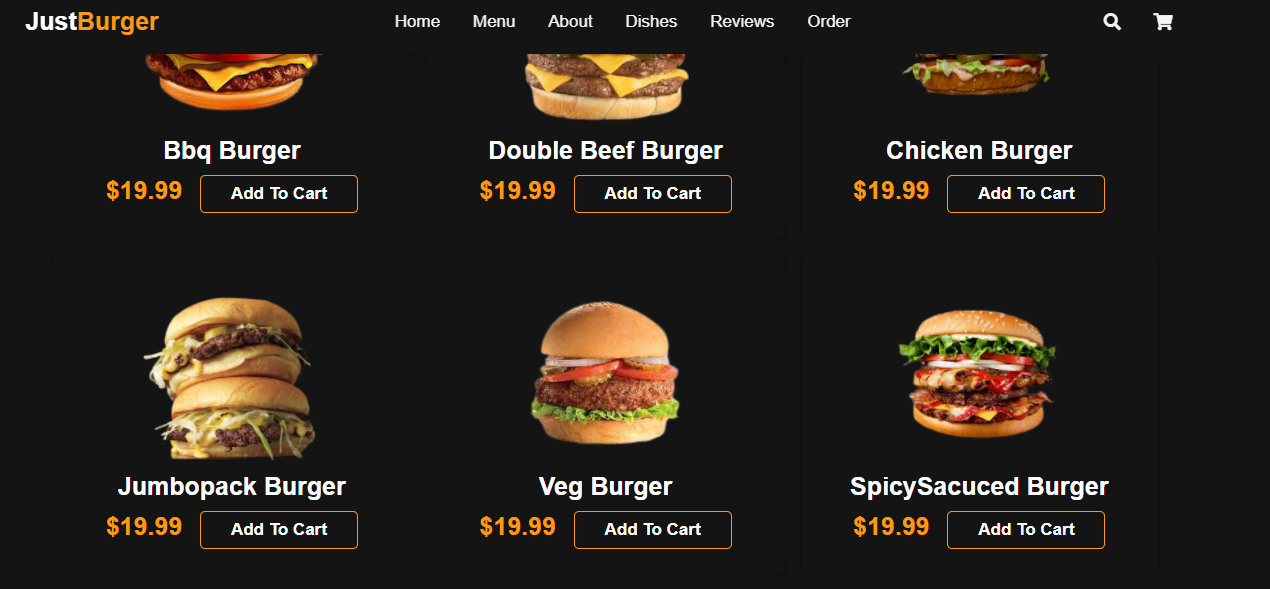 JustBurger Home Menu About Dishes Reviews Order
Bbq Burger
$19.99 Add To Cart
Double Beef Burger
$19.99 Add To Cart
Chicken Burger
$19.99 Add To Cart
Jumbopack Burger
$19.99 Add To Cart
Veg Burger
$19.99 Add To Cart
SpicySacuced Burger
$19.99 Add To Cart